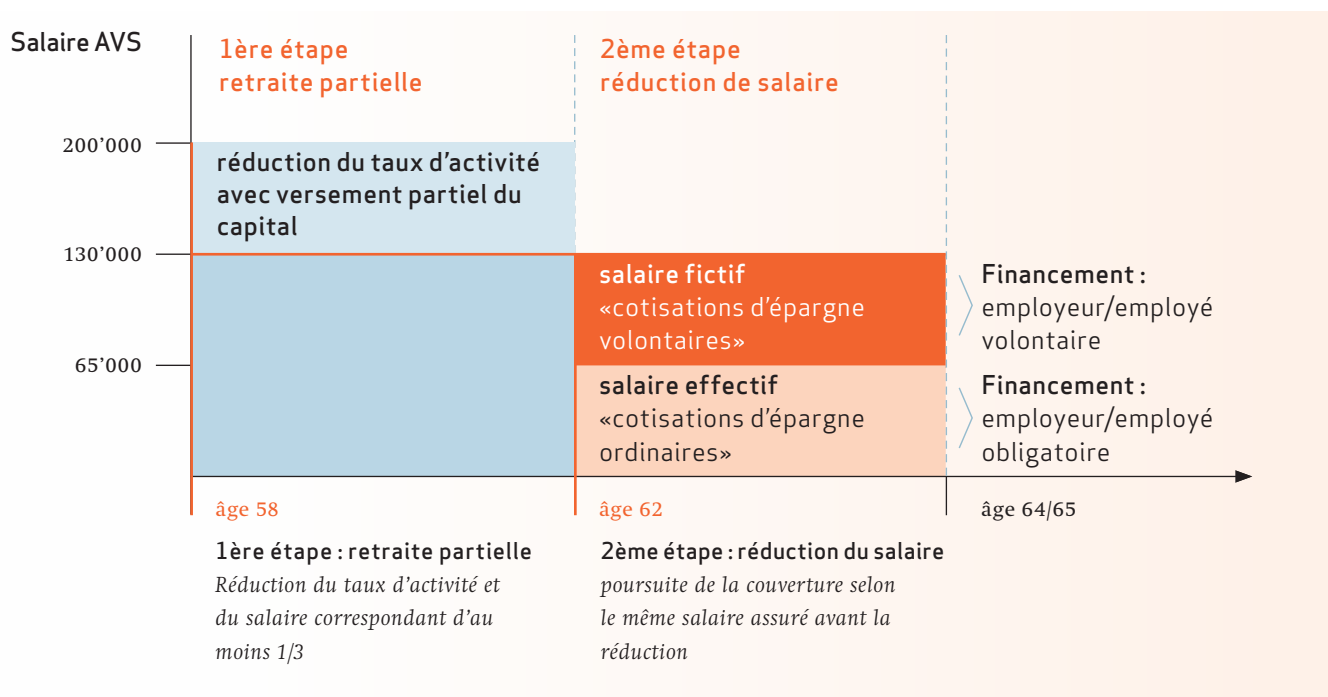 Salaire AVS
1ère étape
retraite partielle
2ème étape
réduction de salaire
200’000
réduction du taux d’activité
avec versement partiel du
capital
130’000
salaire fictif
«cotisations d’épargne
volontaires»
Financement :
employeur/employé
volontaire
65’000
salaire effectif
«cotisations d’épargne
ordinaires»
Financement :
employeur/employé
obligatoire
âge 58
âge 62
âge 64/65
1ère étape : retraite partielle
Réduction du taux d’activité et
du salaire correspondant d’au
moins 1/3
2ème étape : réduction du salaire
poursuite de la couverture selon
le même salaire assuré avant la
réduction